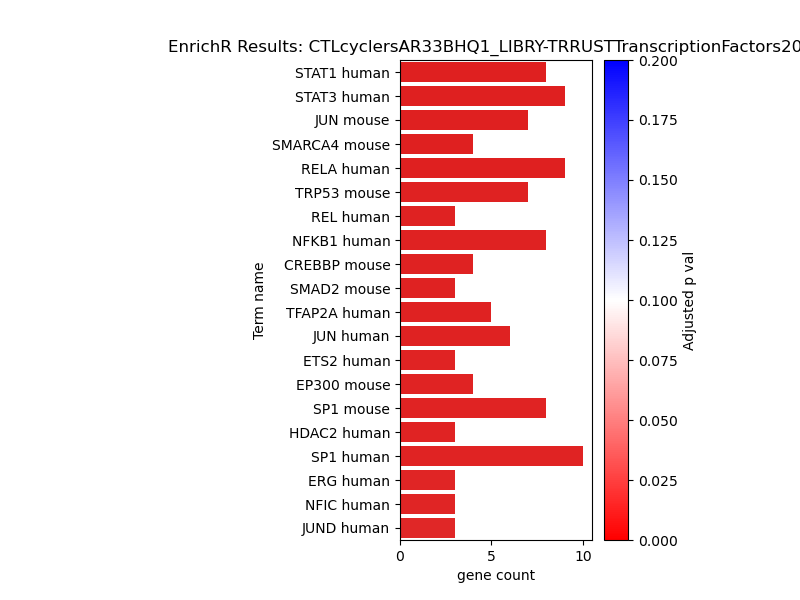 EnrichR Results: CTLcyclersAR33BHQ1_LIBRY-TRRUSTTranscriptionFactors20
Term name
STAT1 human
STAT3 human
JUN mouse
SMARCA4 mouse
RELA human
TRP53 mouse
REL human
NFKB1 human
CREBBP mouse
SMAD2 mouse
TFAP2A human
JUN human
ETS2 human
EP300 mouse
SP1 mouse
HDAC2 human
SP1 human
ERG human
NFIC human
JUND human
0 5 10
gene count
0.200
0.175
0.150
0.125
0.100
0.075
0.050
0.025
0.000
Adjusted p val